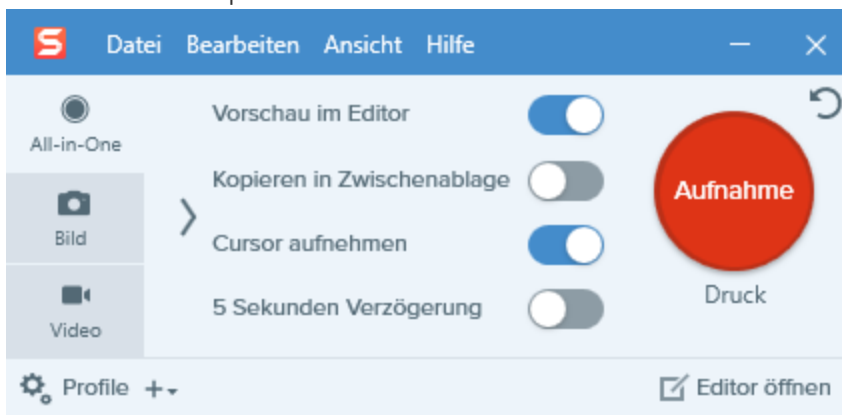 S Datei Bearbeiten Ansicht Hilfe
All-in-One
Bild
Video
Vorschau im Editor
Kopieren in Zwischenablage
Cursor aufnehmen
5 Sekunden Verzögerung
Aufnahme
Druck
Profile
Editor öffnen